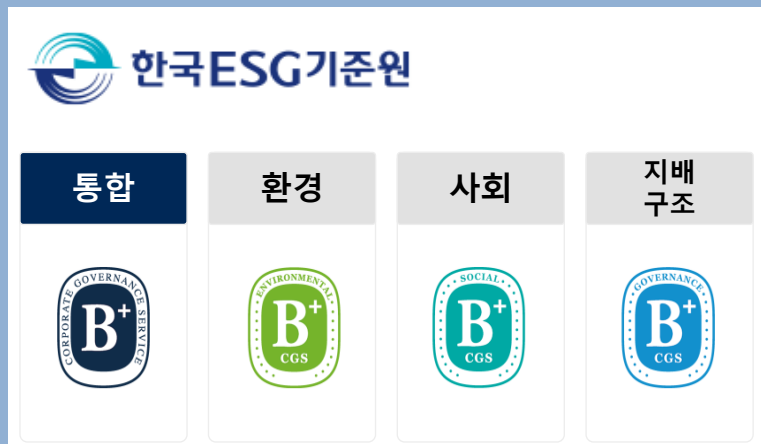 한국ESG기준원
통합
환경
사회
지배
구조
CORPORATE GOVERNANCE SERVICE
B+
ENVIRONMENTAL
B+
CGS
SOCIAL
B+
CGS
GOVERNANCE
B+
CGS